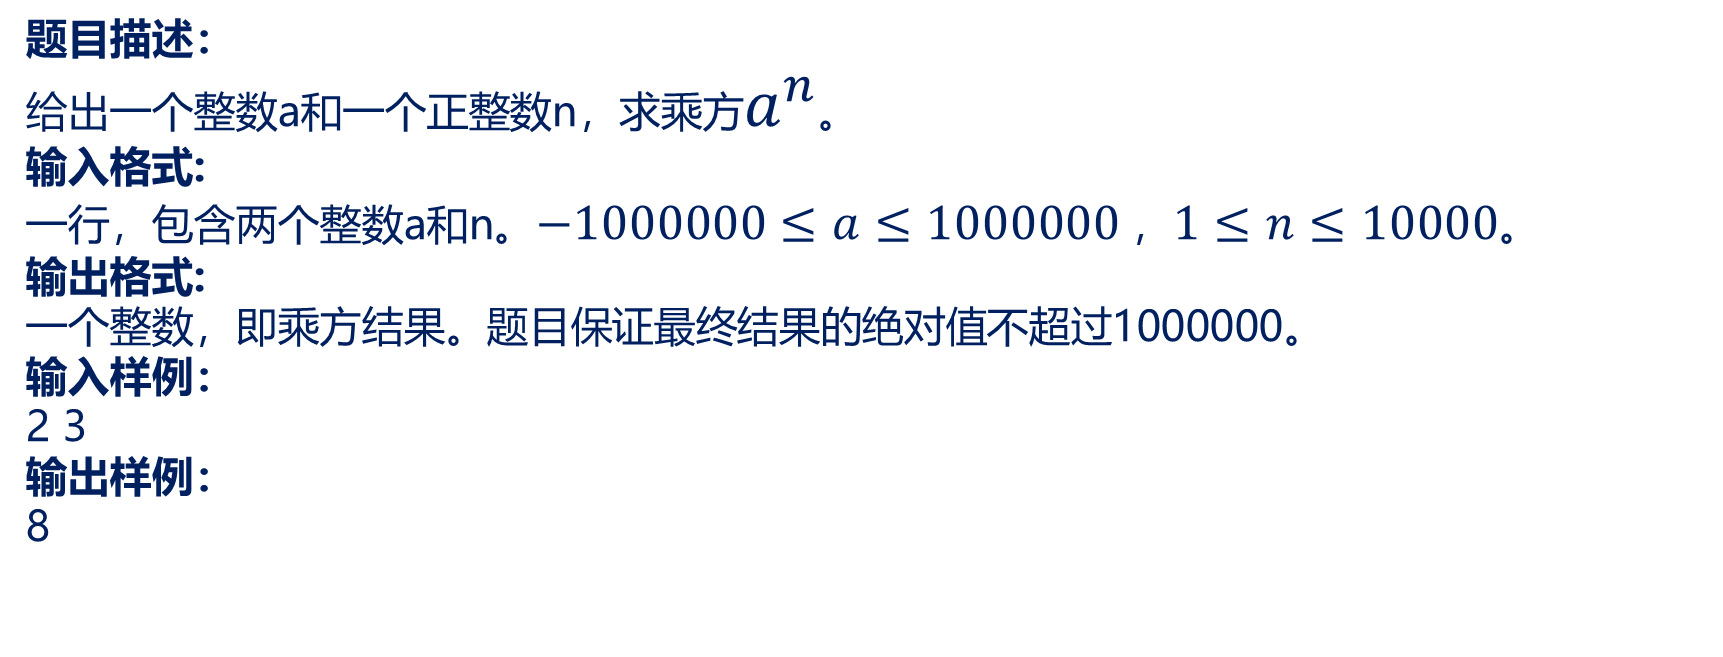 题目描述：
给出一个整数a和一个正整数n，求乘方aⁿ。
输入格式:
一行，包含两个整数a和n。−1000000 ≤ a ≤ 1000000 ，1 ≤ n ≤ 10000。
输出格式:
一个整数，即乘方结果。题目保证最终结果的绝对值不超过1000000。
输入样例：
2 3
输出样例：
8